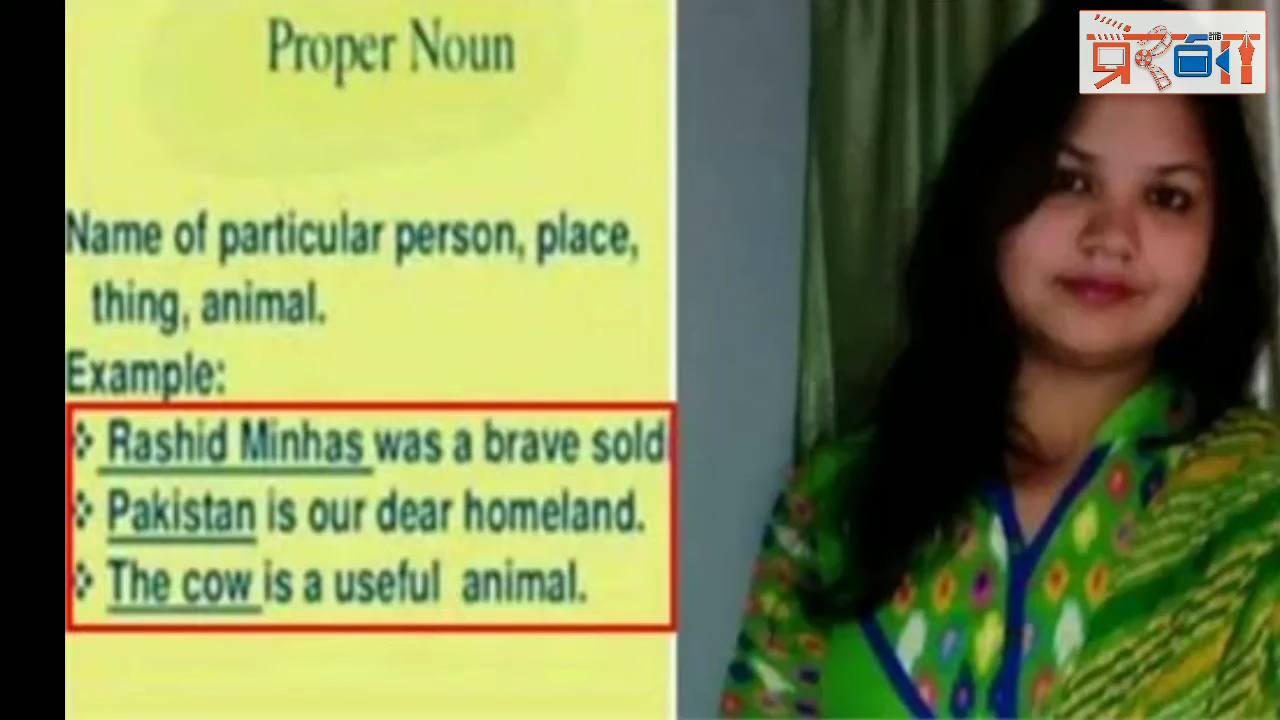 Proper Noun
Name of particular person, place,
thing, animal.
Example:
Rashid Minhas was a brave sold
Pakistan is our dear homeland.
The cow is a useful animal.